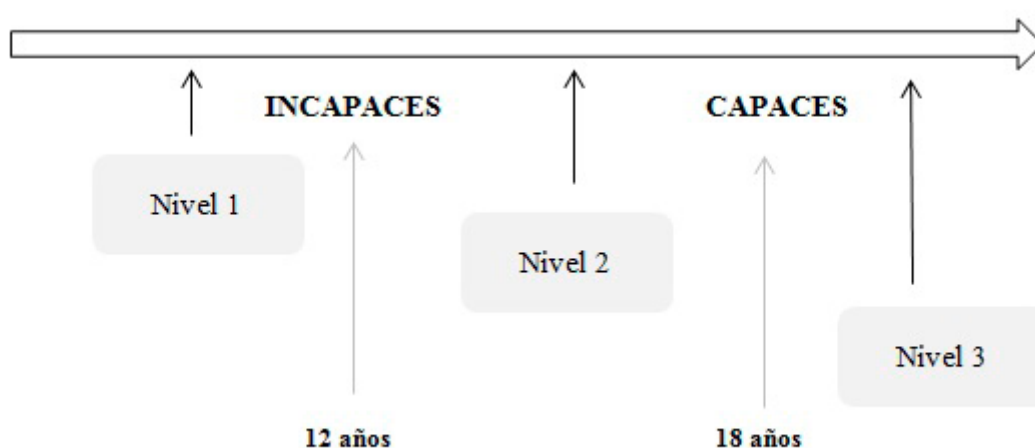 INCAPACES
CAPACES
Nivel 1
Nivel 2
Nivel 3
12 años
18 años